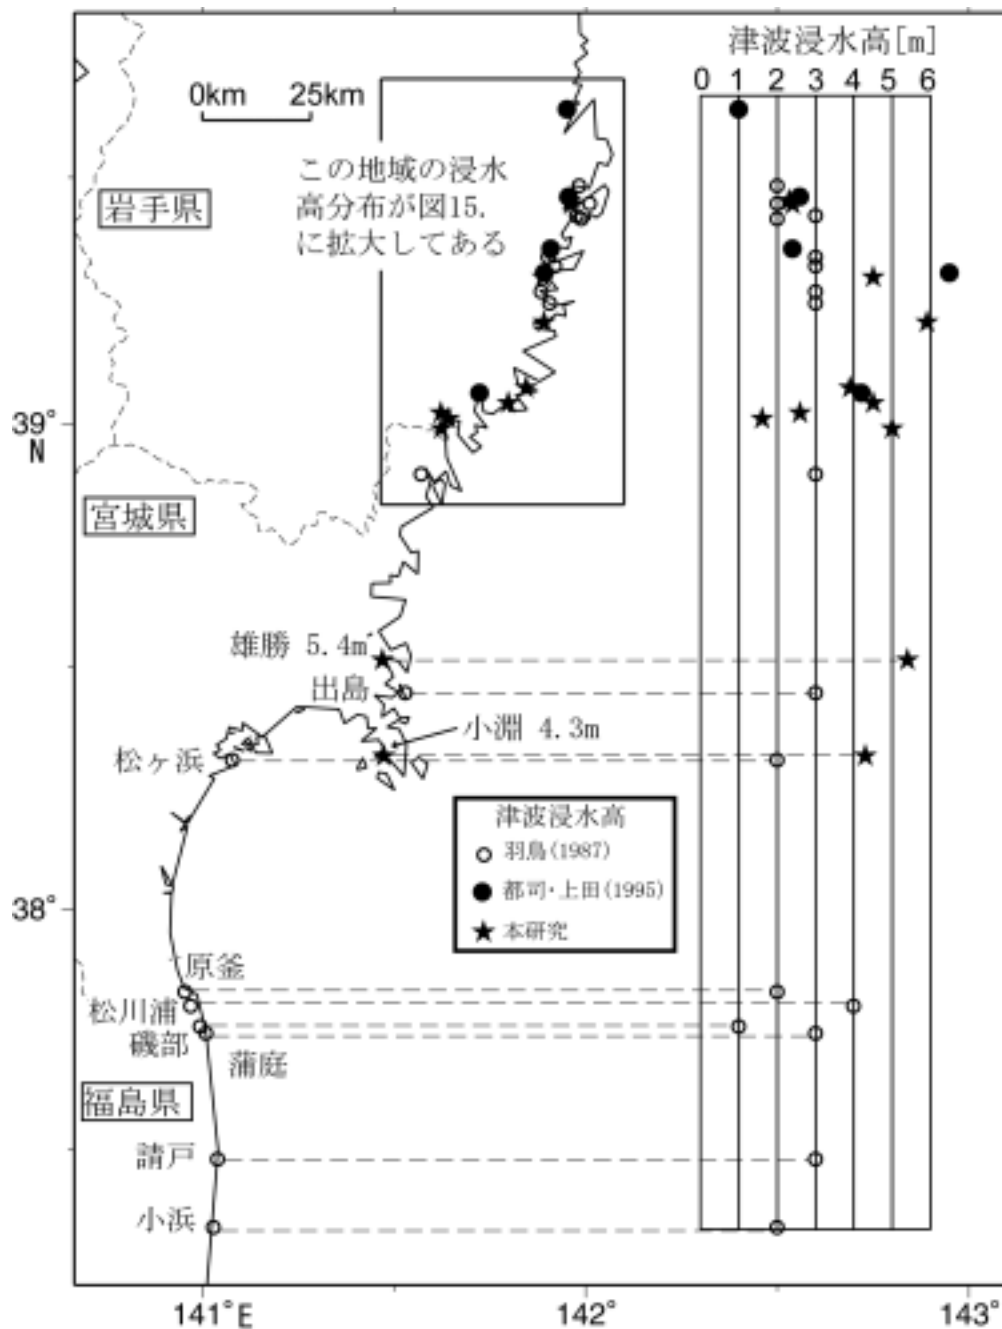 津波浸水高[m]
0 1 2 3 4 5 6
0km 25km
この地域の浸水
高分布が図15.
に拡大してある
岩手県
39°
N
宮城県
雄勝 5.4m
出島
小淵 4.3m
松ヶ浜
津波浸水高
羽鳥(1987)
都司・上田(1995)
本研究
38°
原釜
松川浦
磯部
蒲庭
福島県
請戸
小浜
141°E 142° 143°